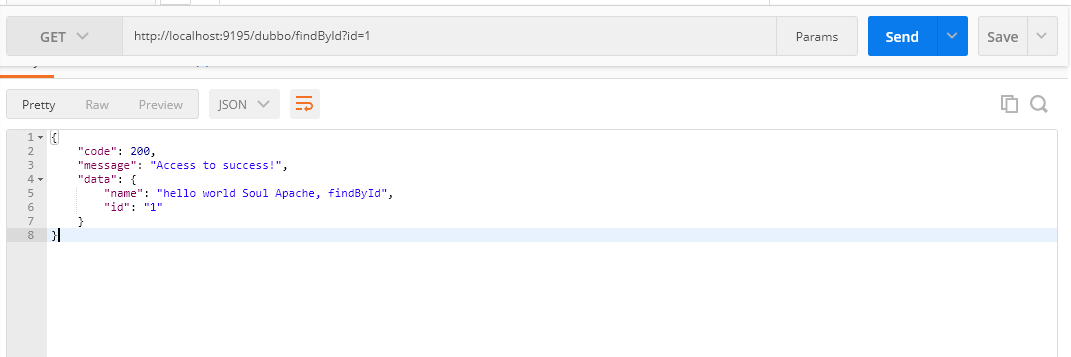 GET http://localhost:9195/dubbo/findById?id=1 Params Send Save
Pretty Raw Preview JSON
1 {
2 "code": 200,
3 "message": "Access to success!",
4 "data": {
5 "name": "hello world Soul Apache, findById",
6 "id": "1"
7 }
8 }